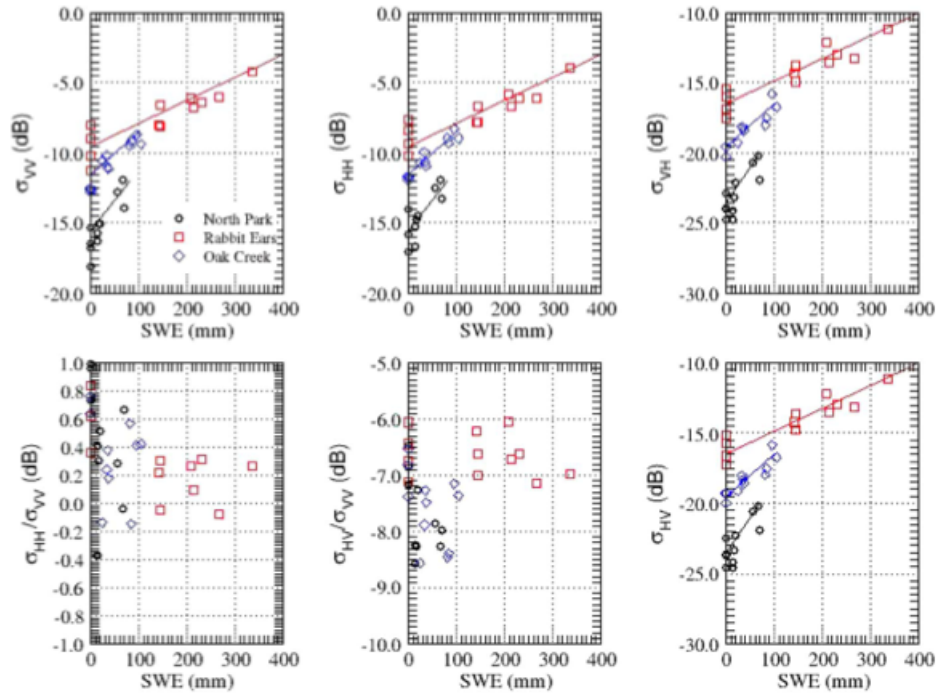 0.0
-5.0
-10.0
-15.0
-20.0
σVV (dB)
North Park
Rabbit Ears
Oak Creek
0 100 200 300 400
SWE (mm)
0.0
-5.0
-10.0
-15.0
-20.0
σHH (dB)
0 100 200 300 400
SWE (mm)
-10.0
-15.0
-20.0
-25.0
-30.0
σVH (dB)
0 100 200 300 400
SWE (mm)
1.0
0.8
0.6
0.4
0.2
0.0
-0.2
-0.4
-0.6
-0.8
-1.0
σHH/σVV (dB)
0 100 200 300 400
SWE (mm)
-5.0
-6.0
-7.0
-8.0
-9.0
-10.0
σHV/σVV (dB)
0 100 200 300 400
SWE (mm)
-10.0
-15.0
-20.0
-25.0
-30.0
σHV (dB)
0 100 200 300 400
SWE (mm)